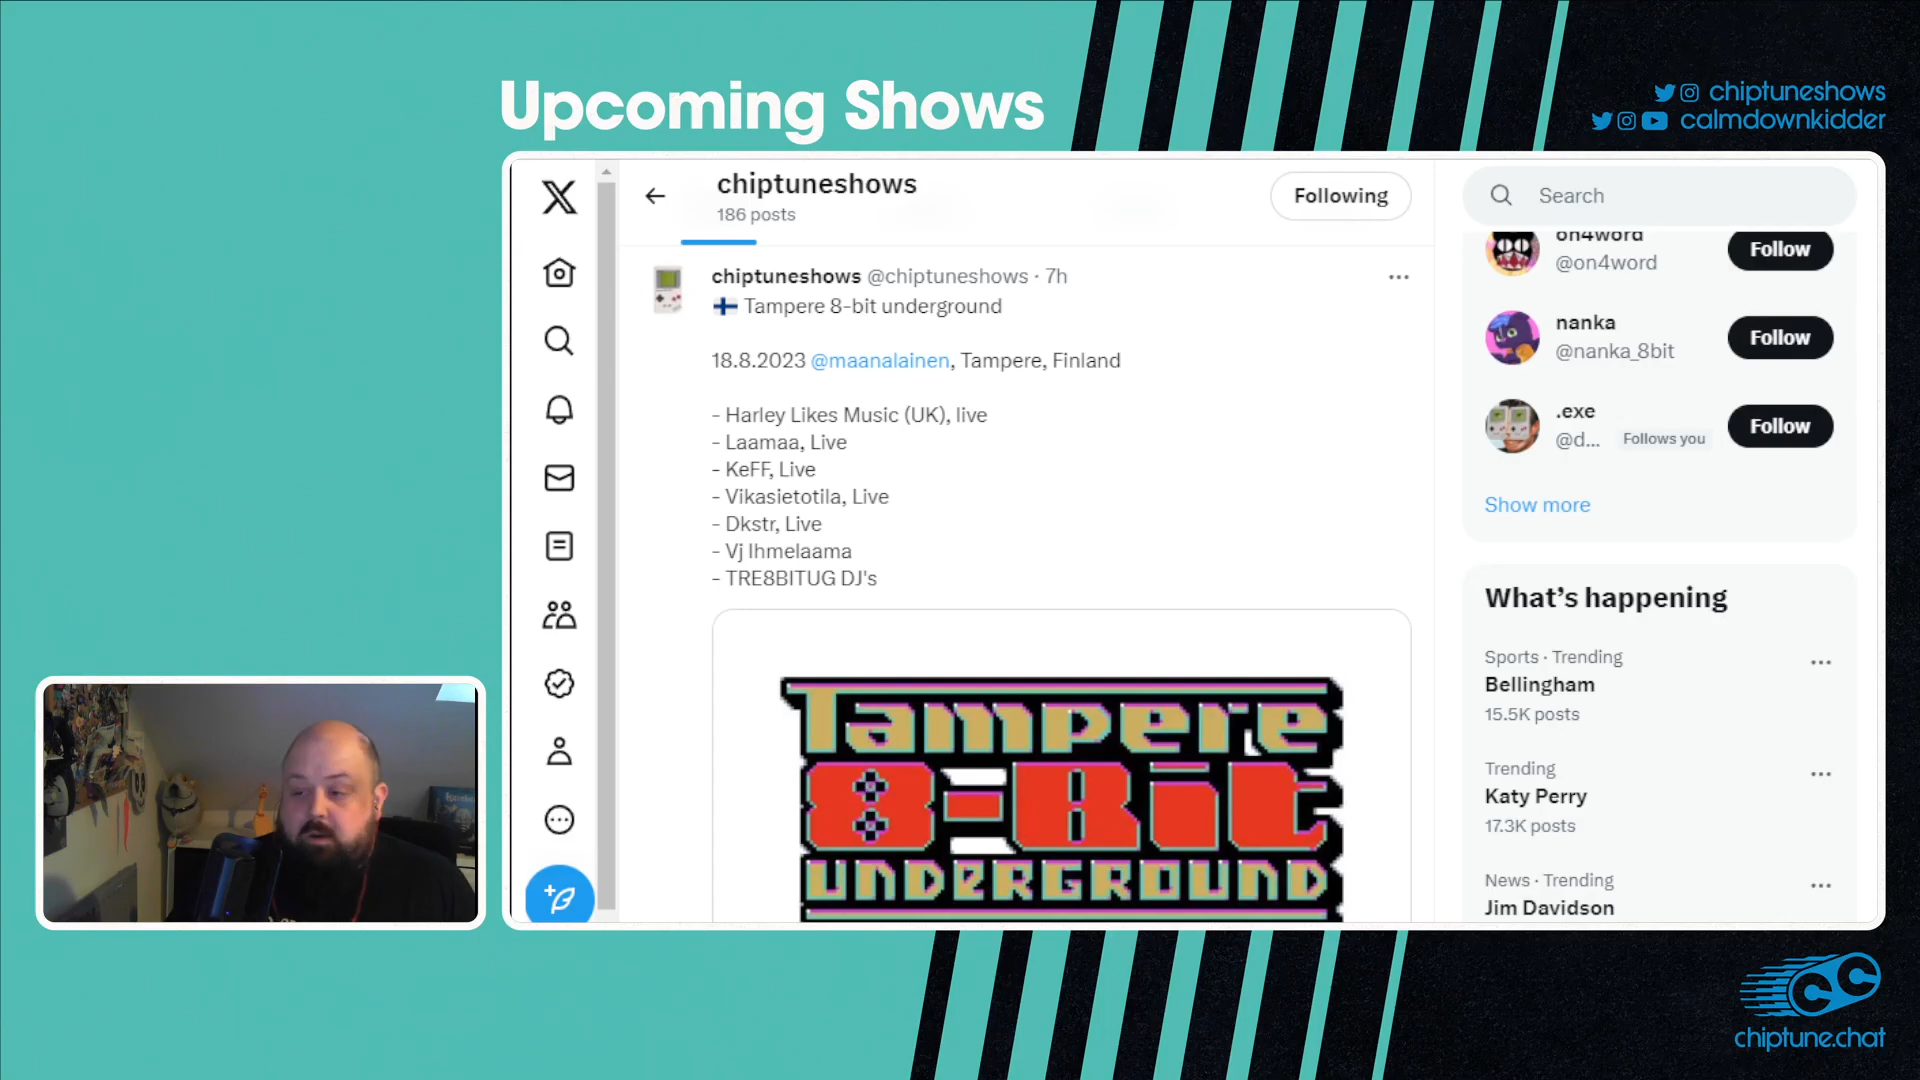 Upcoming Shows
chiptuneshows
calmdownkidder
chiptuneshows
186 posts
Following
Search
chiptuneshows @chiptuneshows · 7h
Tampere 8-bit underground
18.8.2023 @maanalainen, Tampere, Finland
- Harley Likes Music (UK), live
- Laamaa, Live
- KeFF, Live
- Vikasietotila, Live
- Dkstr, Live
- Vj Ihmelaama
- TRE8BITUG DJ's
Tampere
8-Bit
UNDERGROUND
on4word
@on4word
Follow
nanka
@nanka_8bit
Follow
.exe
@d... Follows you
Follow
Show more
What's happening
Sports · Trending
Bellingham
15.5K posts
Trending
Katy Perry
17.3K posts
News · Trending
Jim Davidson
chiptune.chat